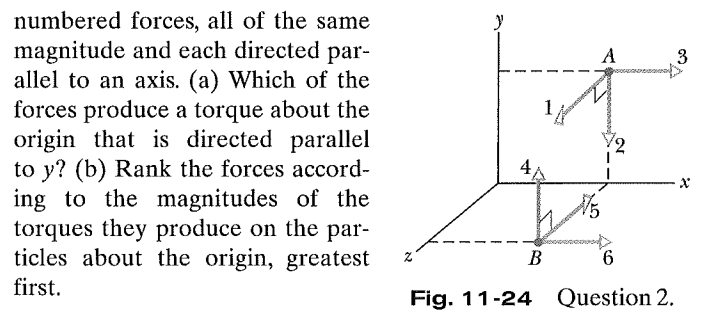 numbered forces, all of the same
magnitude and each directed par-
allel to an axis. (a) Which of the
forces produce a torque about the
origin that is directed parallel
to y? (b) Rank the forces accord-
ing to the magnitudes of the
torques they produce on the par-
ticles about the origin, greatest
first.
y
A
3
1
2
4
x
5
z
B
6
Fig. 11-24 Question 2.